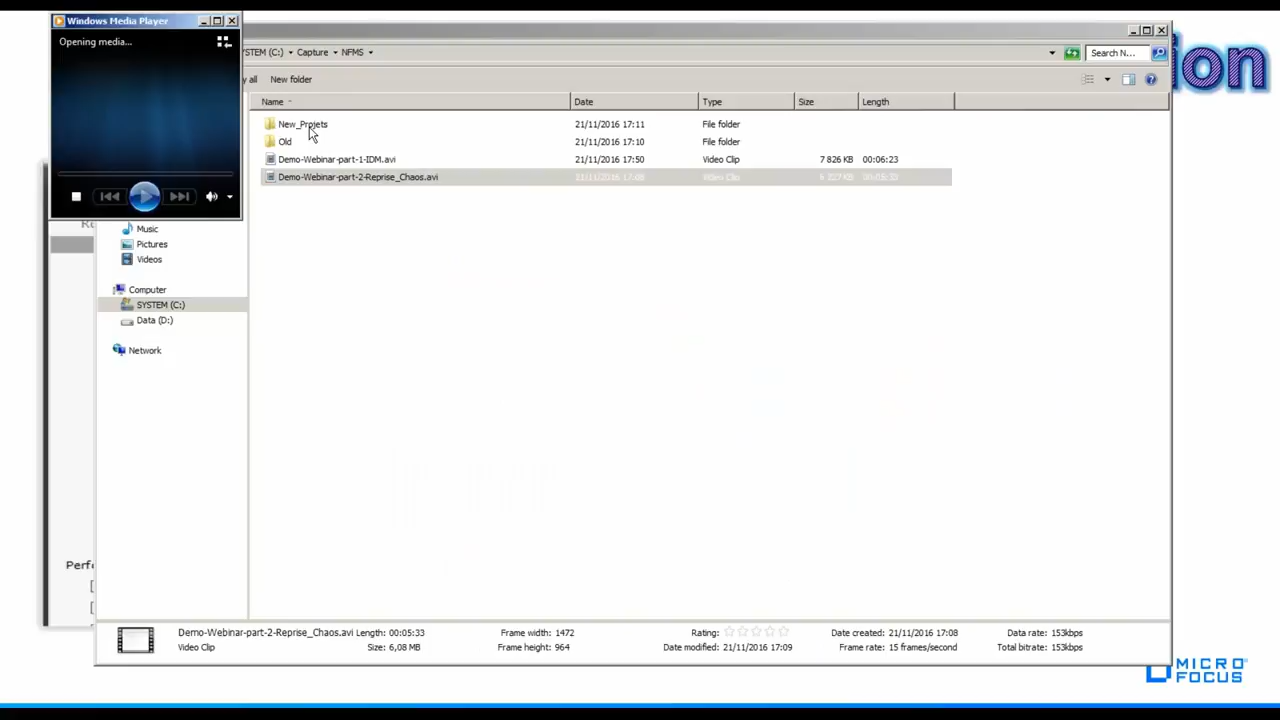 Windows Media Player
Opening media...
SYSTEM (C:) Capture NFMS
Search N...
ion
y all New folder
Name Date Type Size Length
New_Projets 21/11/2016 17:11 File folder
Old 21/11/2016 17:10 File folder
Demo-Webinar-part-1-IDM.avi 21/11/2016 17:50 Video Clip 7 826 KB 00:06:23
Demo-Webinar-part-2-Reprise_Chaos.avi Video Clip
Music
Pictures
Videos
Computer
SYSTEM (C:)
Data (D:)
Network
Perfo
Demo-Webinar-part-2-Reprise_Chaos.avi Length: 00:05:33 Frame width: 1472 Rating: Date created: 21/11/2016 17:08 Data rate: 153kbps
Video Clip Size: 6,08 MB Frame height: 964 Date modified: 21/11/2016 17:09 Frame rate: 15 frames/second Total bitrate: 153kbps
MICRO
FOCUS